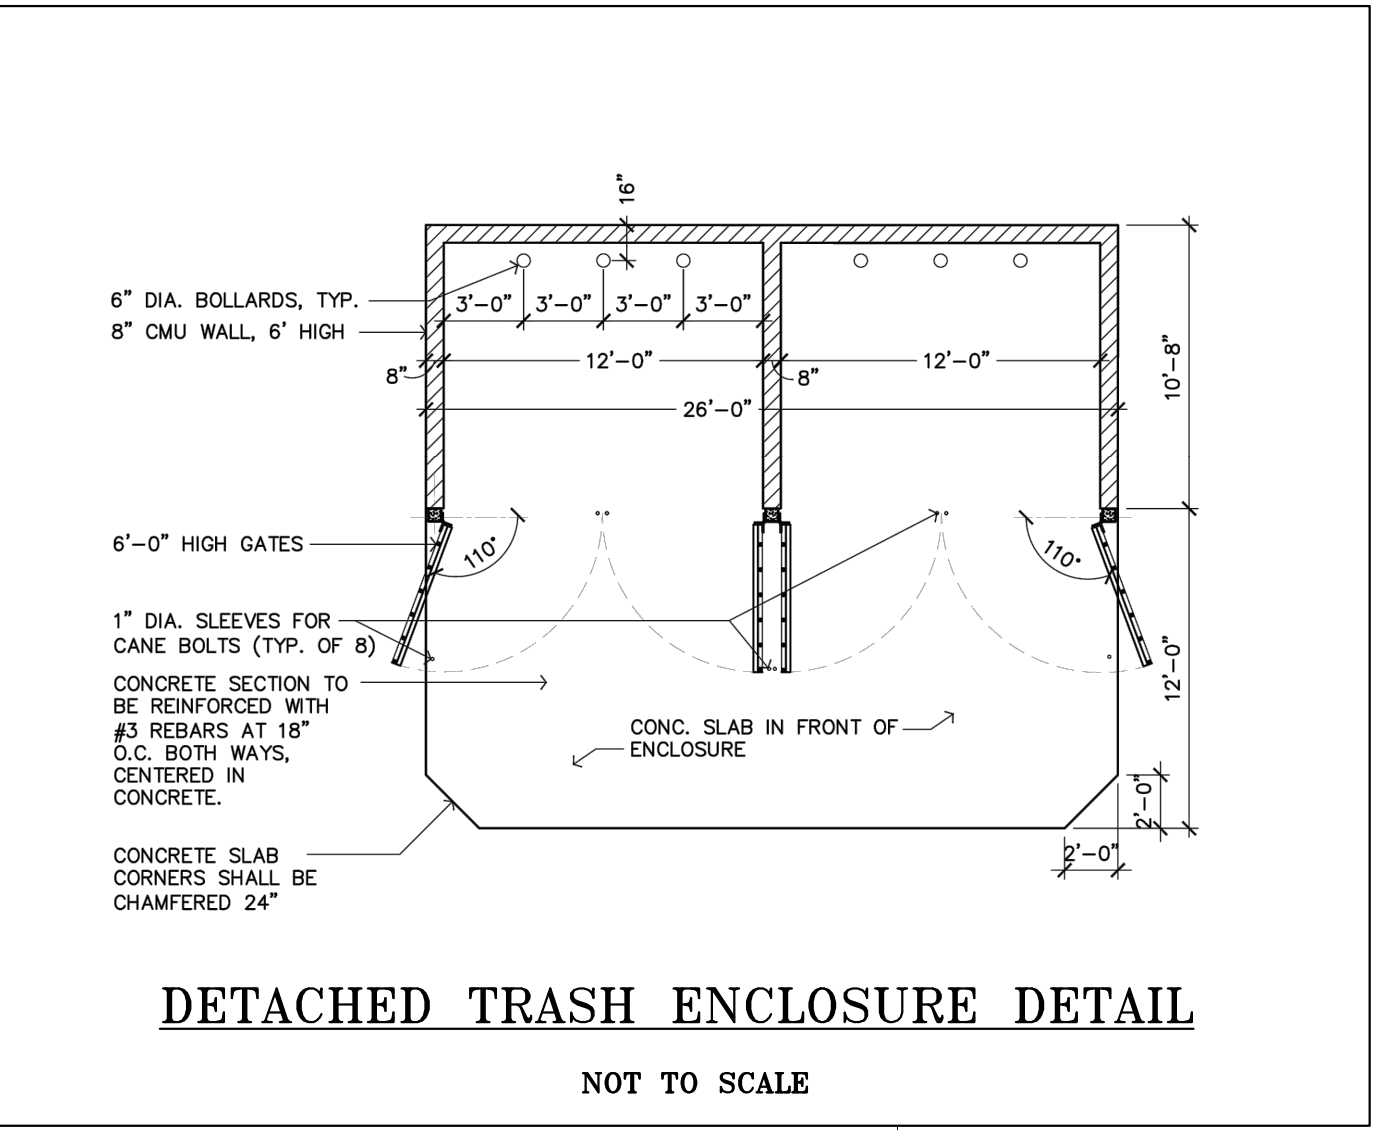 16"
6" DIA. BOLLARDS, TYP.
3'-0" 3'-0" 3'-0" 3'-0"
8" CMU WALL, 6' HIGH
12'-0" 12'-0"
8" 8"
10'-8"
26'-0"
6'-0" HIGH GATES
110° 110°
1" DIA. SLEEVES FOR
CANE BOLTS (TYP. OF 8)
12'-0"
CONCRETE SECTION TO
BE REINFORCED WITH
#3 REBARS AT 18"
O.C. BOTH WAYS,
CENTERED IN
CONCRETE.
CONC. SLAB IN FRONT OF
ENCLOSURE
2'-0"
2'-0"
CONCRETE SLAB
CORNERS SHALL BE
CHAMFERED 24"
DETACHED TRASH ENCLOSURE DETAIL
NOT TO SCALE